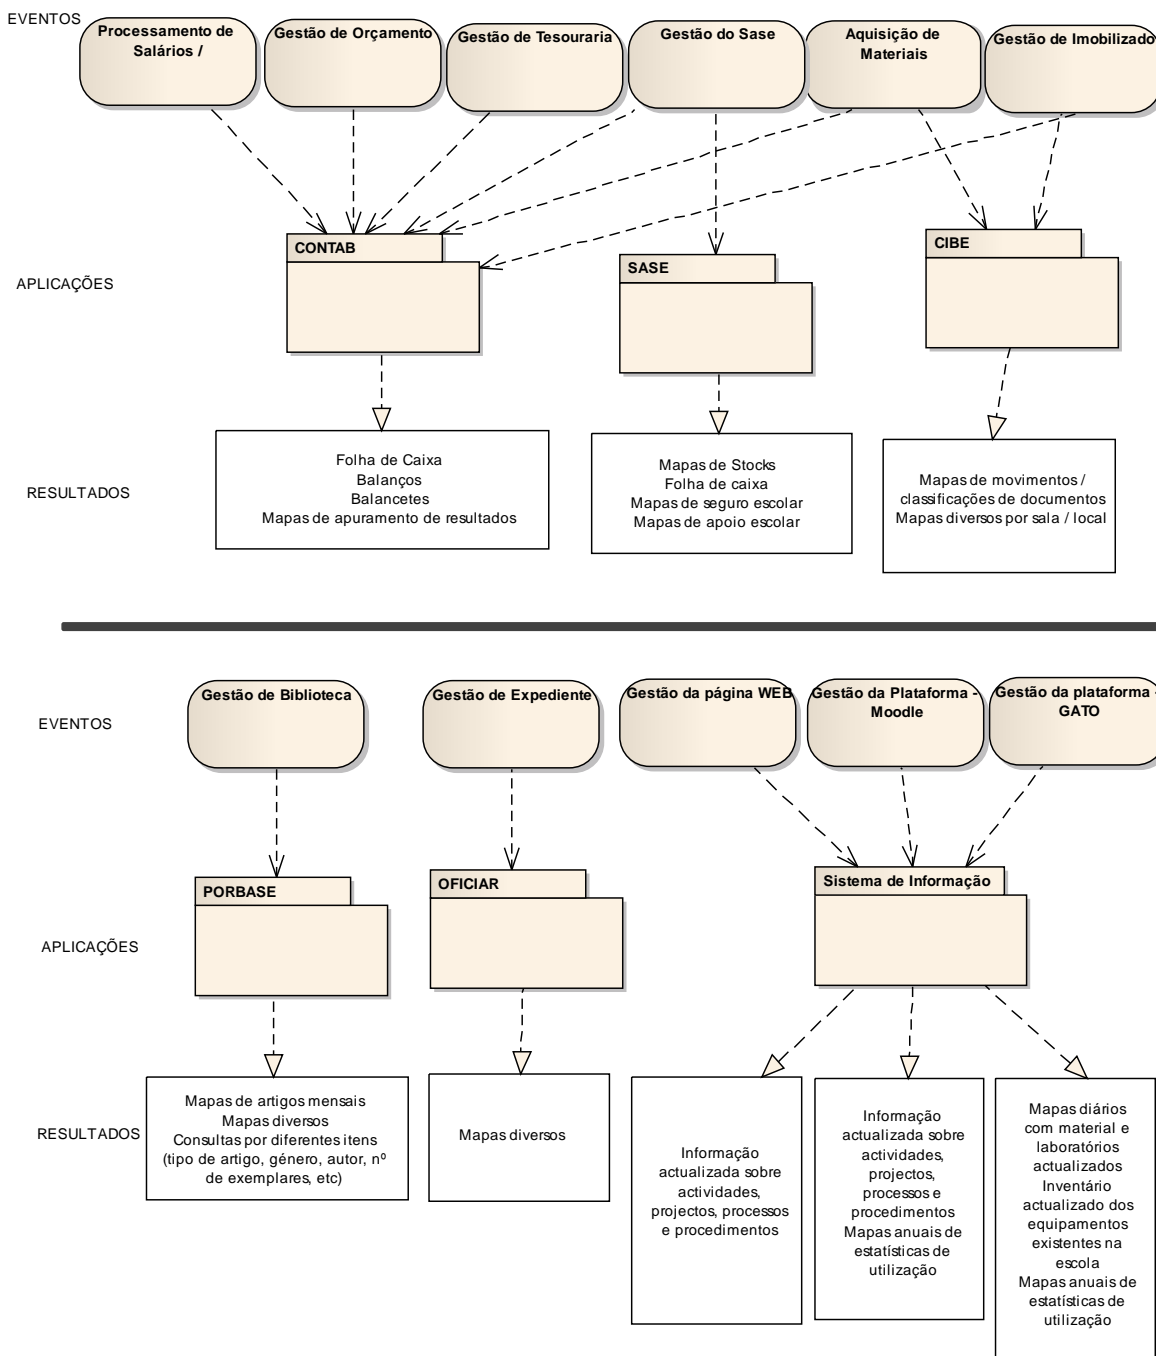 EVENTOS
Processamento de
Salários /
Gestão de Orçamento
Gestão de Tesouraria
Gestão do Sase
Aquisição de
Materiais
Gestão de Imobilizado
APLICAÇÕES
CONTAB
SASE
CIBE
RESULTADOS
Folha de Caixa
Balanços
Balancetes
Mapas de apuramento de resultados
Mapas de Stocks
Folha de caixa
Mapas de seguro escolar
Mapas de apoio escolar
Mapas de movimentos /
classificações de documentos
Mapas diversos por sala / local
EVENTOS
Gestão de Biblioteca
Gestão de Expediente
Gestão da página WEB
Gestão da Plataforma -
Moodle
Gestão da plataforma -
GATO
APLICAÇÕES
PORBASE
OFICIAR
Sistema de Informação
RESULTADOS
Mapas de artigos mensais
Mapas diversos
Consultas por diferentes itens
(tipo de artigo, género, autor, nº
de exemplares, etc)
Mapas diversos
Informação
actualizada sobre
actividades,
projectos, processos
e procedimentos
Informação
actualizada sobre
actividades,
projectos,
processos e
procedimentos
Mapas anuais de
estatísticas de
utilização
Mapas diários
com material e
laboratórios
actualizados
Inventário
actualizado dos
equipamentos
existentes na
escola
Mapas anuais de
estatísticas de
utilização